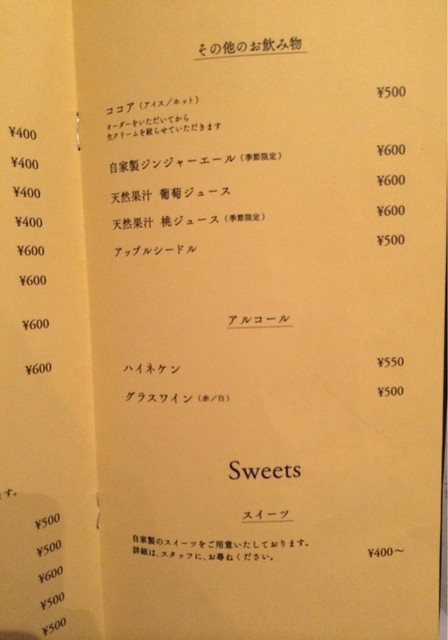 ¥400
¥400
¥400
¥400
¥600
¥600
¥600
¥600
ます。
¥500
¥500
¥600
¥500
¥500
その他のお飲み物
ココア（アイス／ホット） ¥500
オーダーをいただいてから
生クリームを絞らせていただきます
自家製ジンジャーエール（季節限定） ¥600
天然果汁 葡萄ジュース ¥600
天然果汁 桃ジュース（季節限定） ¥600
アップルシードル ¥500
アルコール
ハイネケン ¥550
グラスワイン（赤／白） ¥500
Sweets
スイーツ
自家製のスイーツをご用意いたしております。
詳細は、スタッフに、お尋ねください。 ¥400～